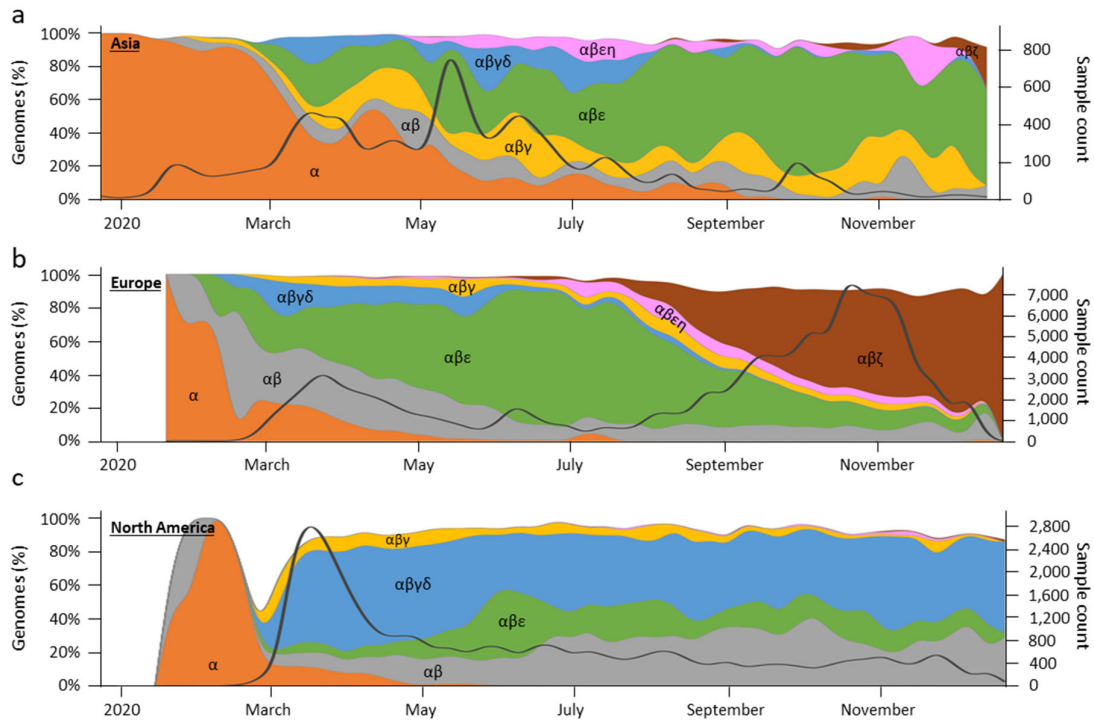 a
Asia
Genomes (%)
100%
80%
60%
40%
20%
0%
α
αβ
αβγ
αβγδ
αβε
αβεη
αβζ
800
600
400
100
0
Sample count
2020
March
May
July
September
November
b
Europe
Genomes (%)
100%
80%
60%
40%
20%
0%
α
αβ
αβγδ
αβε
αβγ
αβεη
αβζ
7,000
6,000
5,000
4,000
3,000
2,000
1,000
0
Sample count
2020
March
May
July
September
November
c
North America
Genomes (%)
100%
80%
60%
40%
20%
0%
α
αβγ
αβγδ
αβε
αβ
2,800
2,400
2,000
1,600
1,200
800
400
0
Sample count
2020
March
May
July
September
November